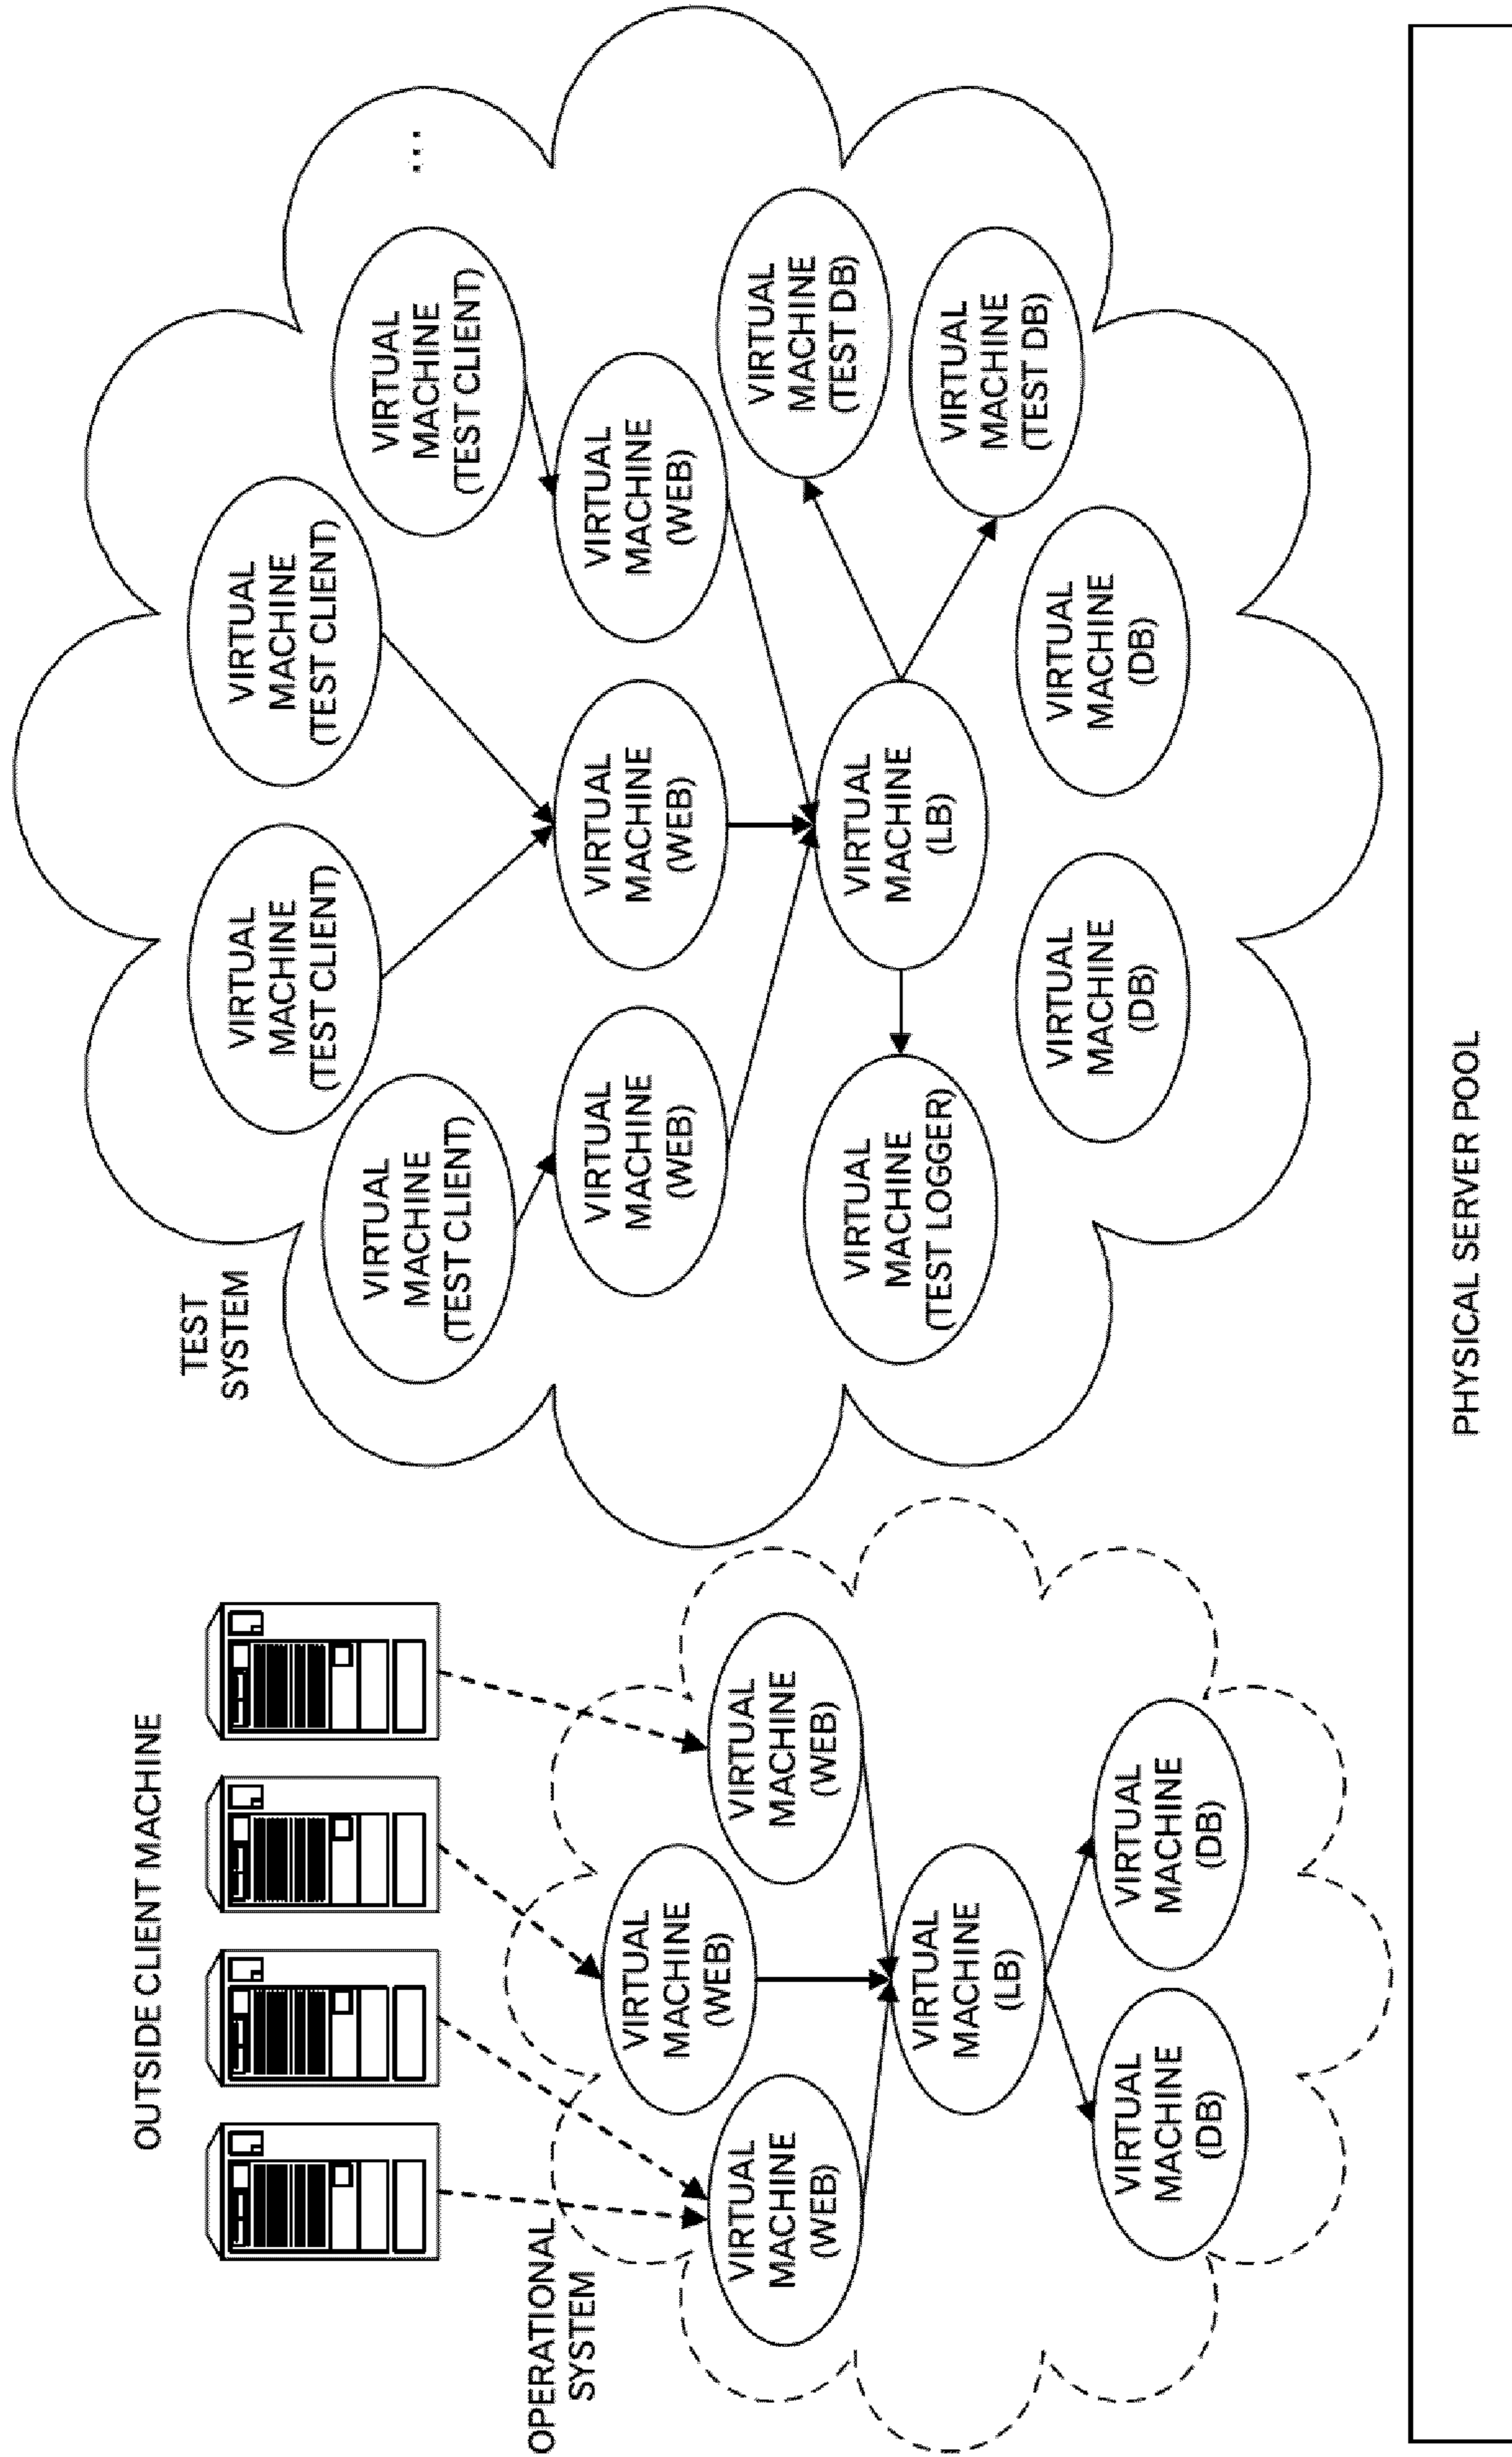 OUTSIDE CLIENT MACHINE
OPERATIONAL
SYSTEM
VIRTUAL
MACHINE
(WEB)
VIRTUAL
MACHINE
(WEB)
VIRTUAL
MACHINE
(WEB)
VIRTUAL
MACHINE
(LB)
VIRTUAL
MACHINE
(DB)
VIRTUAL
MACHINE
(DB)
TEST
SYSTEM
VIRTUAL
MACHINE
(TEST CLIENT)
VIRTUAL
MACHINE
(TEST CLIENT)
VIRTUAL
MACHINE
(TEST CLIENT)
VIRTUAL
MACHINE
(TEST CLIENT)
...
VIRTUAL
MACHINE
(WEB)
VIRTUAL
MACHINE
(WEB)
VIRTUAL
MACHINE
(WEB)
VIRTUAL
MACHINE
(TEST LOGGER)
VIRTUAL
MACHINE
(LB)
VIRTUAL
MACHINE
(TEST DB)
VIRTUAL
MACHINE
(TEST DB)
VIRTUAL
MACHINE
(DB)
VIRTUAL
MACHINE
(DB)
PHYSICAL SERVER POOL